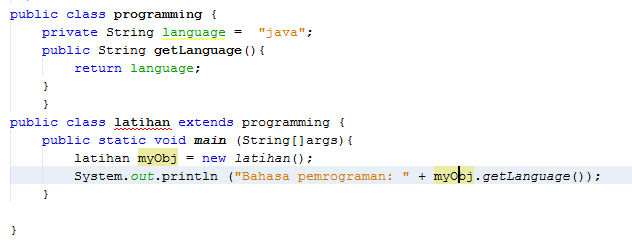 public class programming {
private String language =  "java";
public String getLanguage(){
return language;
}
}
public class latihan extends programming {
public static void main (String[]args){
latihan myObj = new latihan();
System.out.println ("Bahasa pemrograman: " + myObj.getLanguage());
}
}